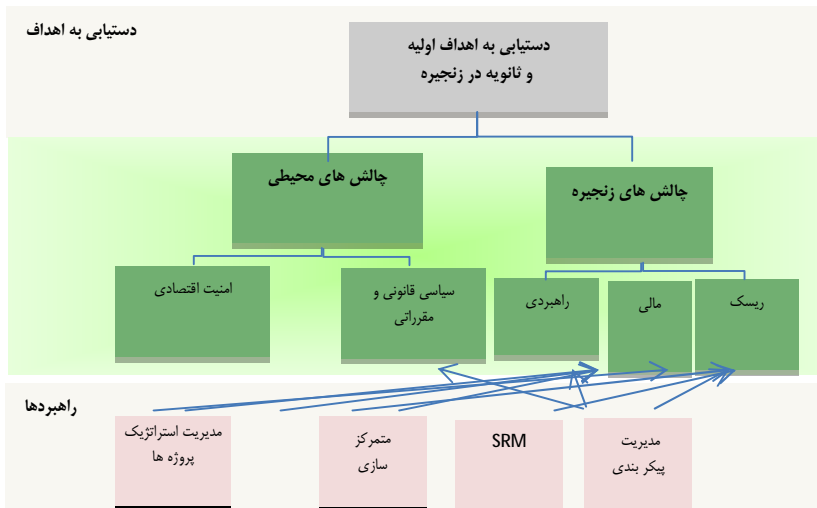 دستیابی به اهداف
دستیابی به اهداف اولیه
و ثانویه در زنجیره
چالش های محیطی
چالش های زنجیره
امنیت اقتصادی
سیاسی قانونی و
مقرراتی
راهبردی
مالی
ریسک
راهبردها
مدیریت استراتژیک
پروژه ها
متمرکز
سازی
SRM
مدیریت
پیکر بندی